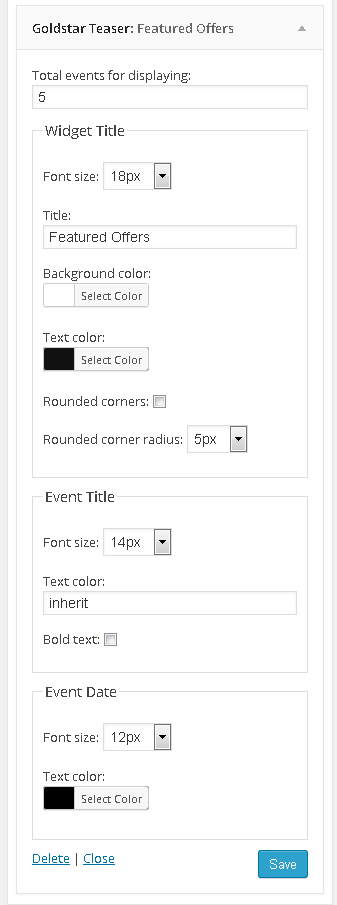 Goldstar Teaser: Featured Offers
Total events for displaying:
5
Widget Title
Font size: 18px
Title:
Featured Offers
Background color:
Select Color
Text color:
Select Color
Rounded corners:
Rounded corner radius: 5px
Event Title
Font size: 14px
Text color:
inherit
Bold text:
Event Date
Font size: 12px
Text color:
Select Color
Delete | Close Save